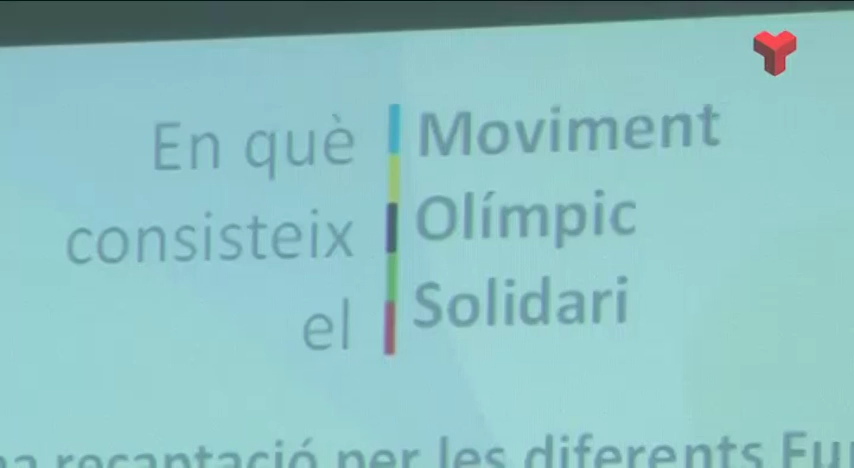 En què
consisteix
el
Moviment
Olímpic
Solidari
recaptació per les diferents